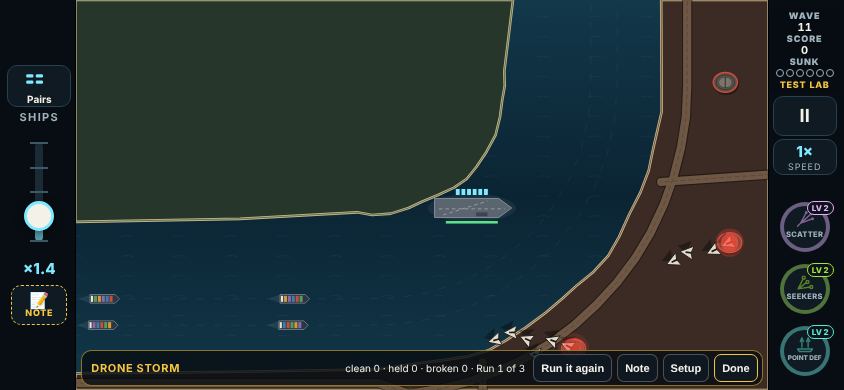 Pairs
SHIPS
×1.4
NOTE
WAVE
11
SCORE
0
SUNK
TEST LAB
II
1×
SPEED
LV 2
SCATTER
LV 2
SEEKERS
LV 2
POINT DEF
DRONE STORM
clean 0 · held 0 · broken 0 · Run 1 of 3
Run it again
Note
Setup
Done